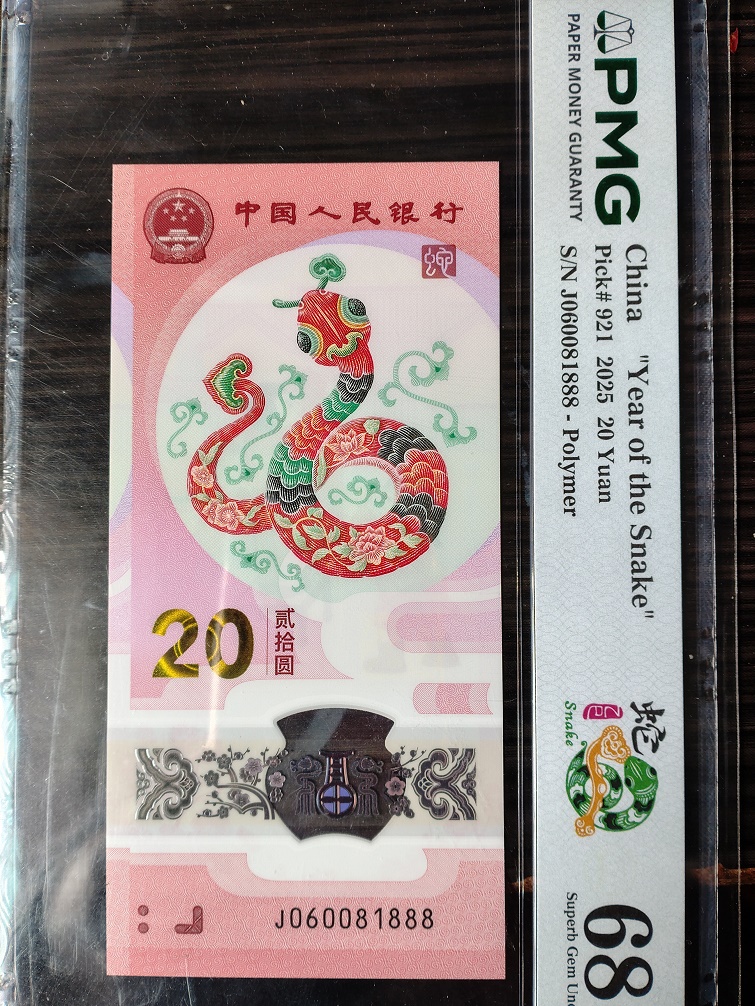 中国人民银行
蛇
20
贰拾圆
J060081888
PMG
PAPER MONEY GUARANTY
China "Year of the Snake"
Pick# 921 2025 20 Yuan
S/N J060081888 - Polymer
蛇
Snake
68
Superb Gem Un